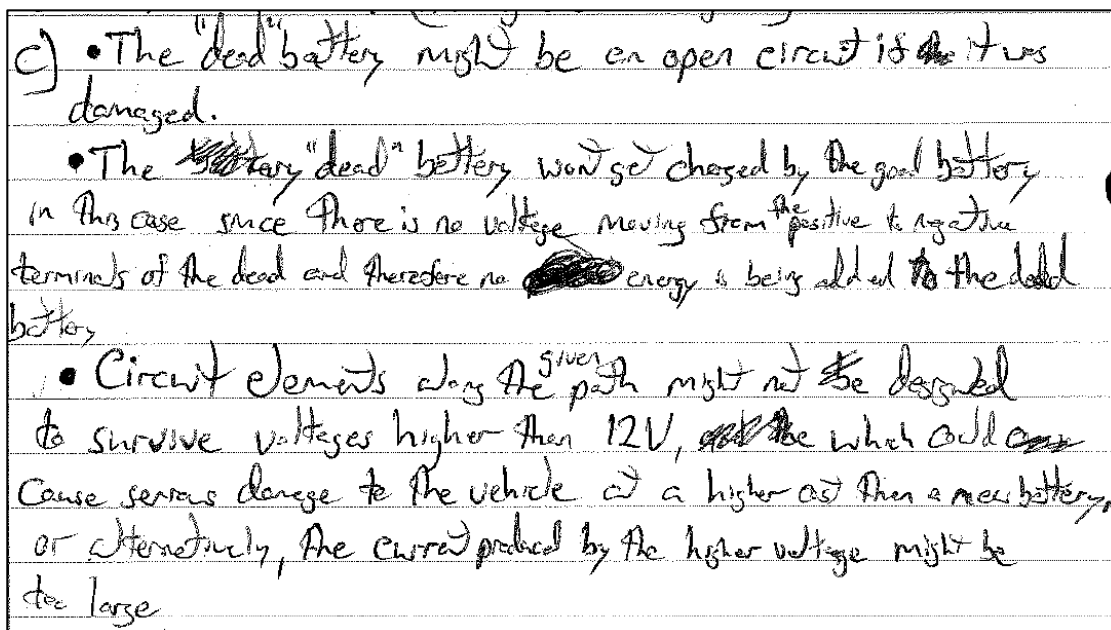 c) • The "dead" battery might be an open circuit if it was
damaged.
• The "dead" battery won't get charged by the good battery
in this case since there is no voltage moving from the positive to negative
terminals of the dead and therefore no energy is being added to the dead
battery
• Circuit elements along the given path might not be designed
to survive voltages higher than 12V, which could
cause serious damage to the vehicle at a higher cost than a new battery,
or alternatively, the current produced by the higher voltage might be
too large